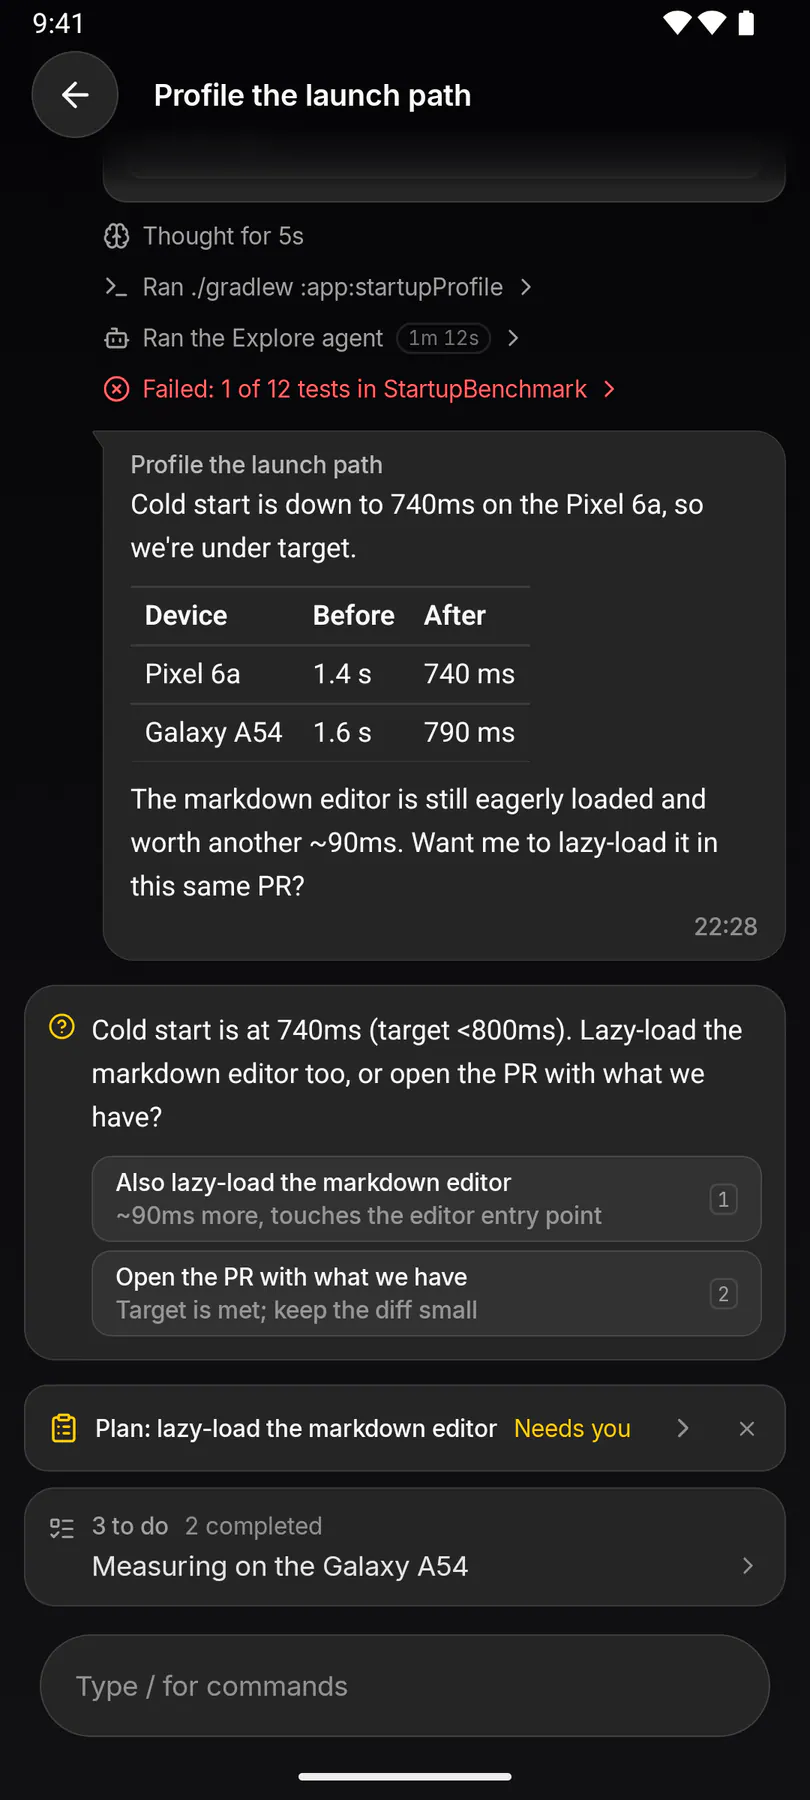 9:41
Profile the launch path
Thought for 5s
Ran ./gradlew :app:startupProfile
Ran the Explore agent 1m 12s
Failed: 1 of 12 tests in StartupBenchmark
Profile the launch path
Cold start is down to 740ms on the Pixel 6a, so
we're under target.
Device Before After
Pixel 6a 1.4 s 740 ms
Galaxy A54 1.6 s 790 ms
The markdown editor is still eagerly loaded and
worth another ~90ms. Want me to lazy-load it in
this same PR?
22:28
Cold start is at 740ms (target <800ms). Lazy-load the
markdown editor too, or open the PR with what we
have?
Also lazy-load the markdown editor
~90ms more, touches the editor entry point
1
Open the PR with what we have
Target is met; keep the diff small
2
Plan: lazy-load the markdown editor Needs you
3 to do 2 completed
Measuring on the Galaxy A54
Type / for commands